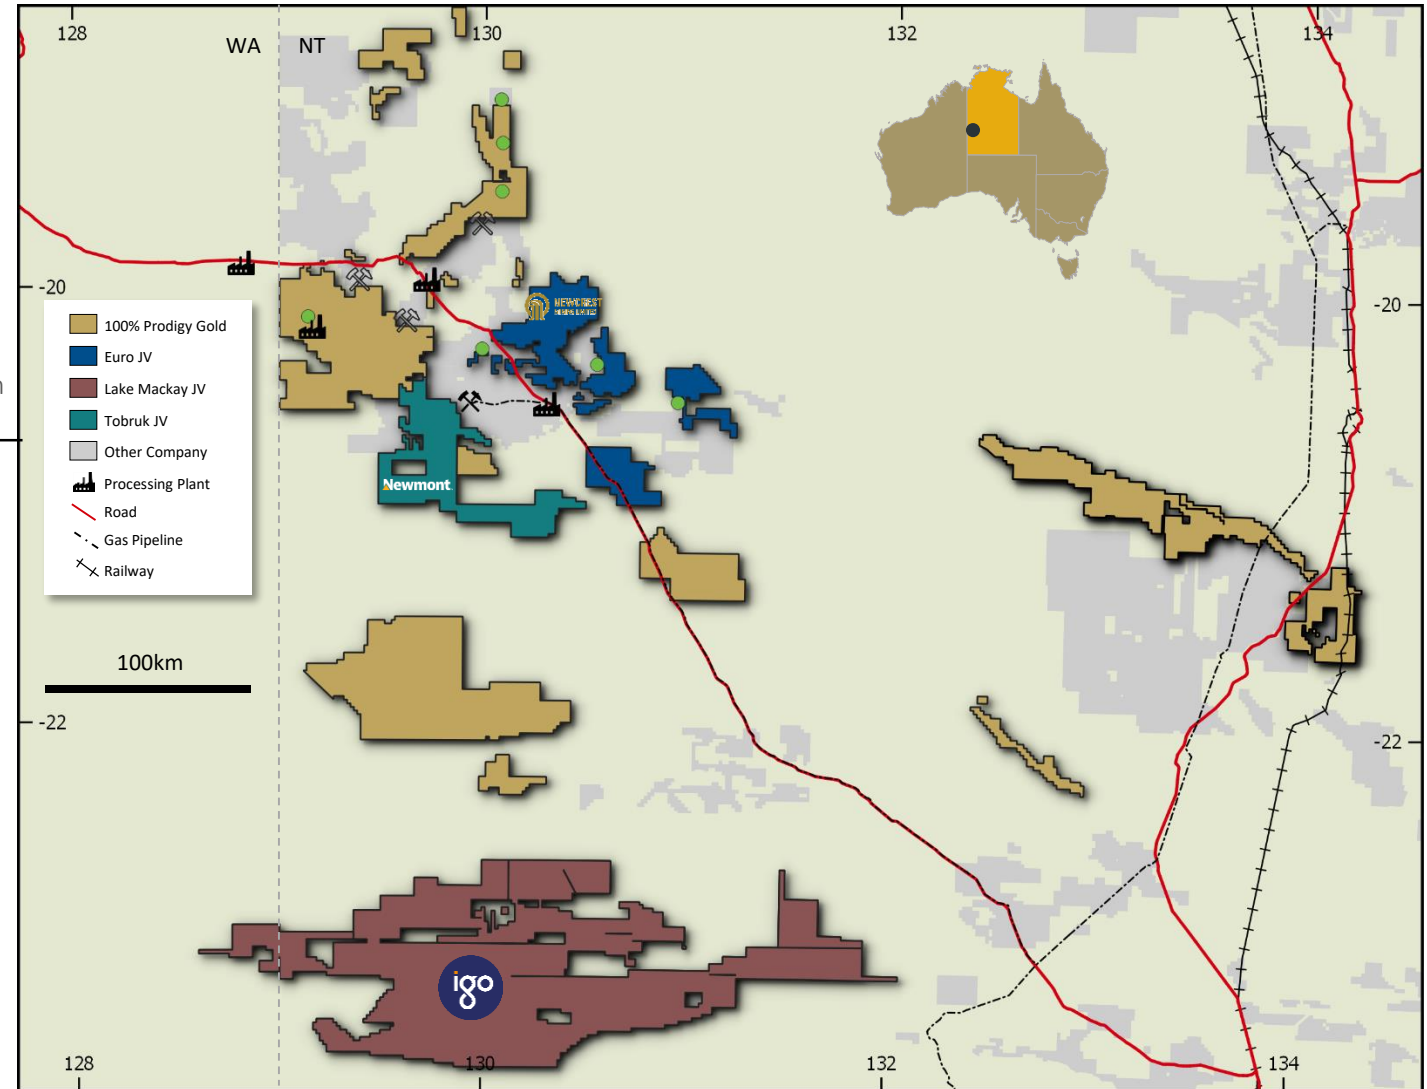 128
130
132
134
WA
NT
-20
-20
NEWCREST
100% Prodigy Gold
Euro JV
Lake Mackay JV
Tobruk JV
Other Company
Processing Plant
Road
Gas Pipeline
Railway
Newmont
100km
-22
-22
igo
128
130
132
134